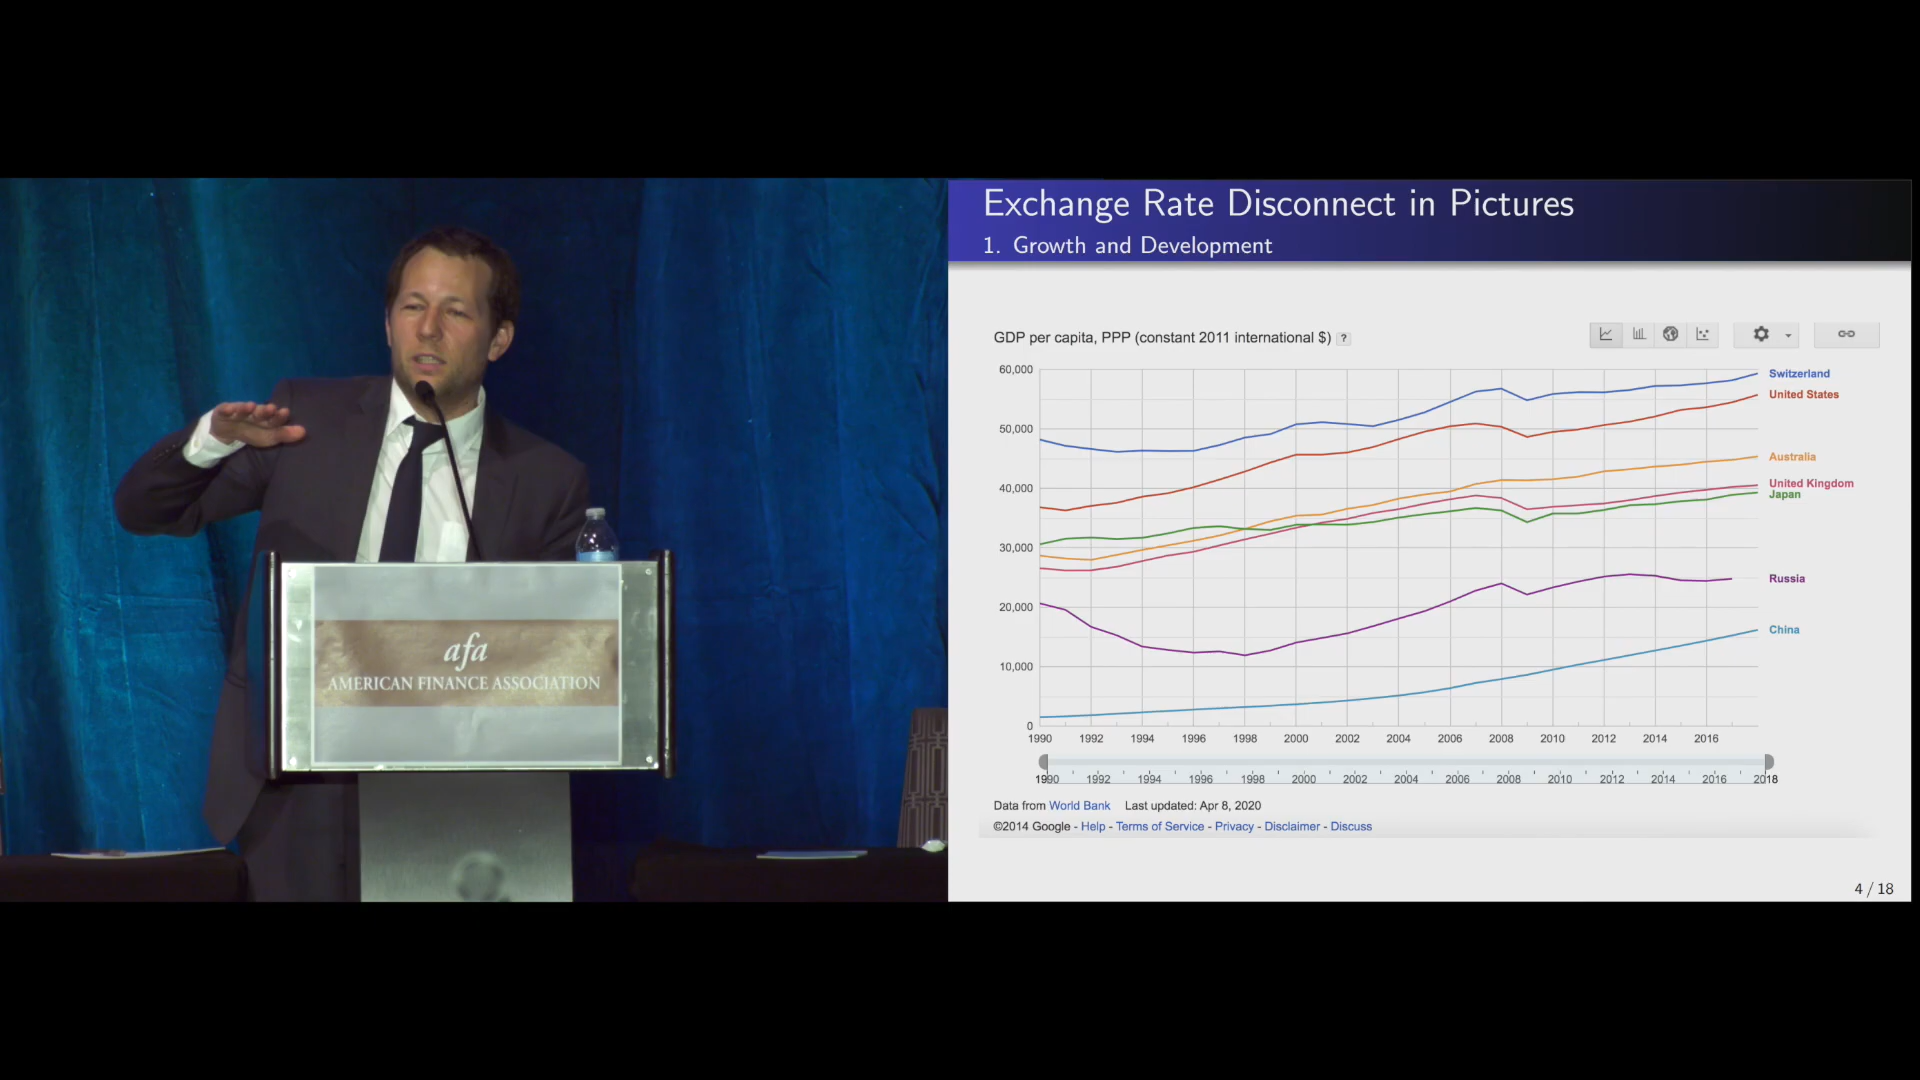 afa
AMERICAN FINANCE ASSOCIATION
Exchange Rate Disconnect in Pictures
1. Growth and Development
GDP per capita, PPP (constant 2011 international $) ?
60,000
50,000
40,000
30,000
20,000
10,000
0
Switzerland
United States
Australia
United Kingdom
Japan
Russia
China
1990 1992 1994 1996 1998 2000 2002 2004 2006 2008 2010 2012 2014 2016
1990 1992 1994 1996 1998 2000 2002 2004 2006 2008 2010 2012 2014 2016 2018
Data from World Bank Last updated: Apr 8, 2020
©2014 Google - Help - Terms of Service - Privacy - Disclaimer - Discuss
4 / 18